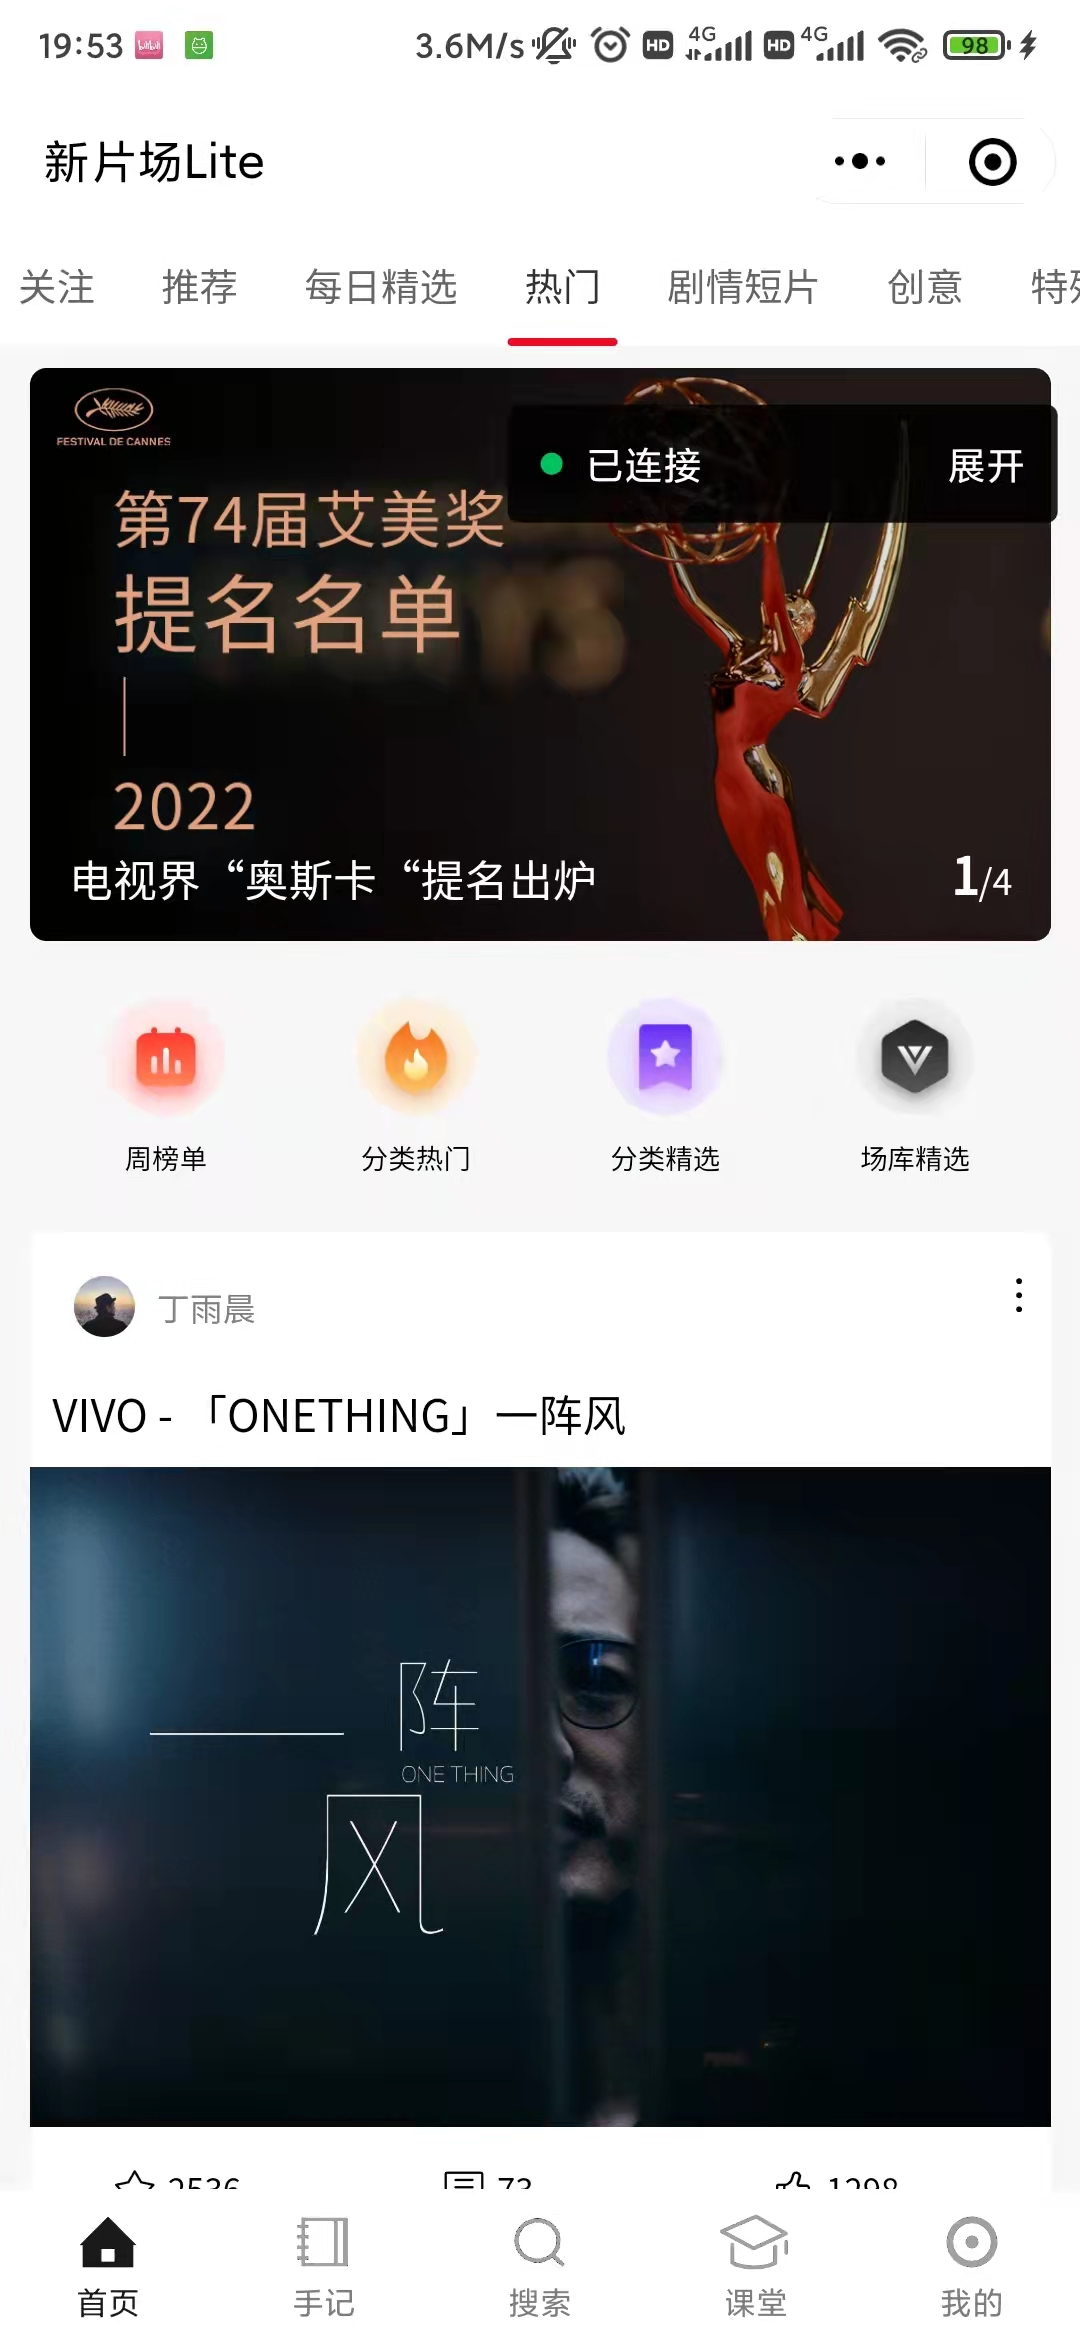 19:53
3.6M/s
HD
4G
HD
4G
98
新片场Lite
关注
推荐
每日精选
热门
剧情短片
创意
特殊
FESTIVAL DE CANNES
已连接
展开
第74届艾美奖
提名名单
2022
电视界“奥斯卡“提名出炉
1/4
周榜单
分类热门
分类精选
场库精选
丁雨晨
VIVO - 「ONETHING」一阵风
一阵
ONE THING
风
2536
73
1298
首页
手记
搜索
课堂
我的